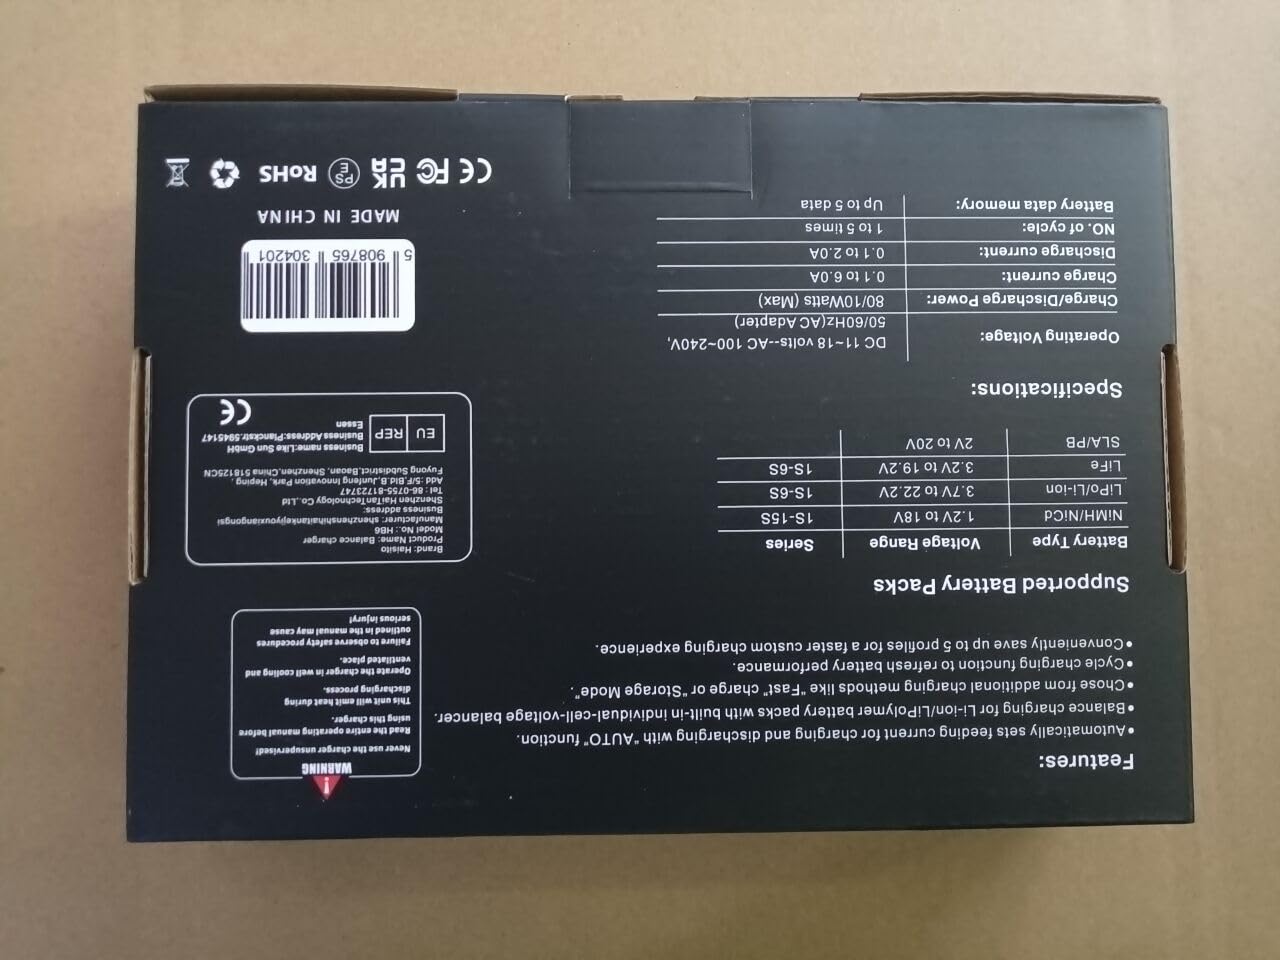 Features:
•Automatically sets feeding current for charging and discharging with "AUTO" function.
•Balance charging for Li-ion/LiPolymer battery packs with built-in individual-cell-voltage balancer.
•Chose from additional charging methods like "Fast" charge or "Storage Mode".
•Cycle charging function to refresh battery performance.
•Conveniently save up to 5 profiles for a faster custom charging experience.
Supported Battery Packs
Battery Type Voltage Range Series
NiMH/NiCd 1.2V to 18V 1S-15S
LiPo/Li-ion 3.7V to 22.2V 1S-6S
LiFe 3.2V to 19.2V 1S-6S
SLA/PB 2V to 20V
Specifications:
Operating Voltage: DC 11~18 volts--AC 100~240V,
50/60Hz(AC Adapter)
Charge/Discharge Power: 80/10Watts (Max)
Charge current: 0.1 to 6.0A
Discharge current: 0.1 to 2.0A
NO. of cycle: 1 to 5 times
Battery data memory: Up to 5 data
WARNING
Never use the charger unsupervised!
Read the entire operating manual before
using this charger.
This unit will emit heat during
discharging process.
Operate the charger in well cooling and
ventilated place.
Failure to observe safety procedures
outlined in the manual may cause
serious injury!
Brand: Haisito
Product Name: Balance charger
Model No.: HB6
Manufacturer: shenzhenshihaitankejiyouxiangongsi
Business address:
Shenzhen HaiTan Technology Co.,Ltd
Tel : 86-0755-81723747
Add :5/F,Bld.B,Junfeng Innovation Park, Heping ,
Fuyong Subdistrict,Baoan, Shenzhen,China 518125CN
EU REP
Business name:Like Sun GmbH
Business Address:Planckstr.5945147
Essen
CE
5 908765 304201
MADE IN CHINA
CE FC UK CA PS E RoHS